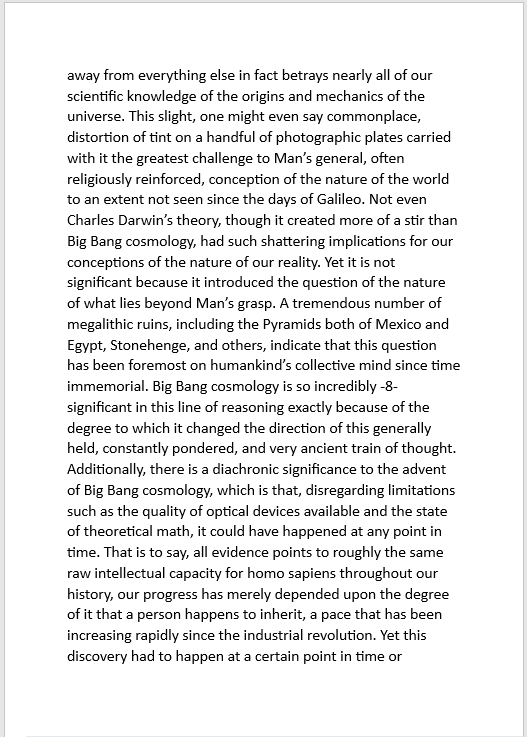 away from everything else in fact betrays nearly all of our
scientific knowledge of the origins and mechanics of the
universe. This slight, one might even say commonplace,
distortion of tint on a handful of photographic plates carried
with it the greatest challenge to Man’s general, often
religiously reinforced, conception of the nature of the world
to an extent not seen since the days of Galileo. Not even
Charles Darwin’s theory, though it created more of a stir than
Big Bang cosmology, had such shattering implications for our
conceptions of the nature of our reality. Yet it is not
significant because it introduced the question of the nature
of what lies beyond Man’s grasp. A tremendous number of
megalithic ruins, including the Pyramids both of Mexico and
Egypt, Stonehenge, and others, indicate that this question
has been foremost on humankind’s collective mind since time
immemorial. Big Bang cosmology is so incredibly -8-
significant in this line of reasoning exactly because of the
degree to which it changed the direction of this generally
held, constantly pondered, and very ancient train of thought.
Additionally, there is a diachronic significance to the advent
of Big Bang cosmology, which is that, disregarding limitations
such as the quality of optical devices available and the state
of theoretical math, it could have happened at any point in
time. That is to say, all evidence points to roughly the same
raw intellectual capacity for homo sapiens throughout our
history, our progress has merely depended upon the degree
of it that a person happens to inherit, a pace that has been
increasing rapidly since the industrial revolution. Yet this
discovery had to happen at a certain point in time or